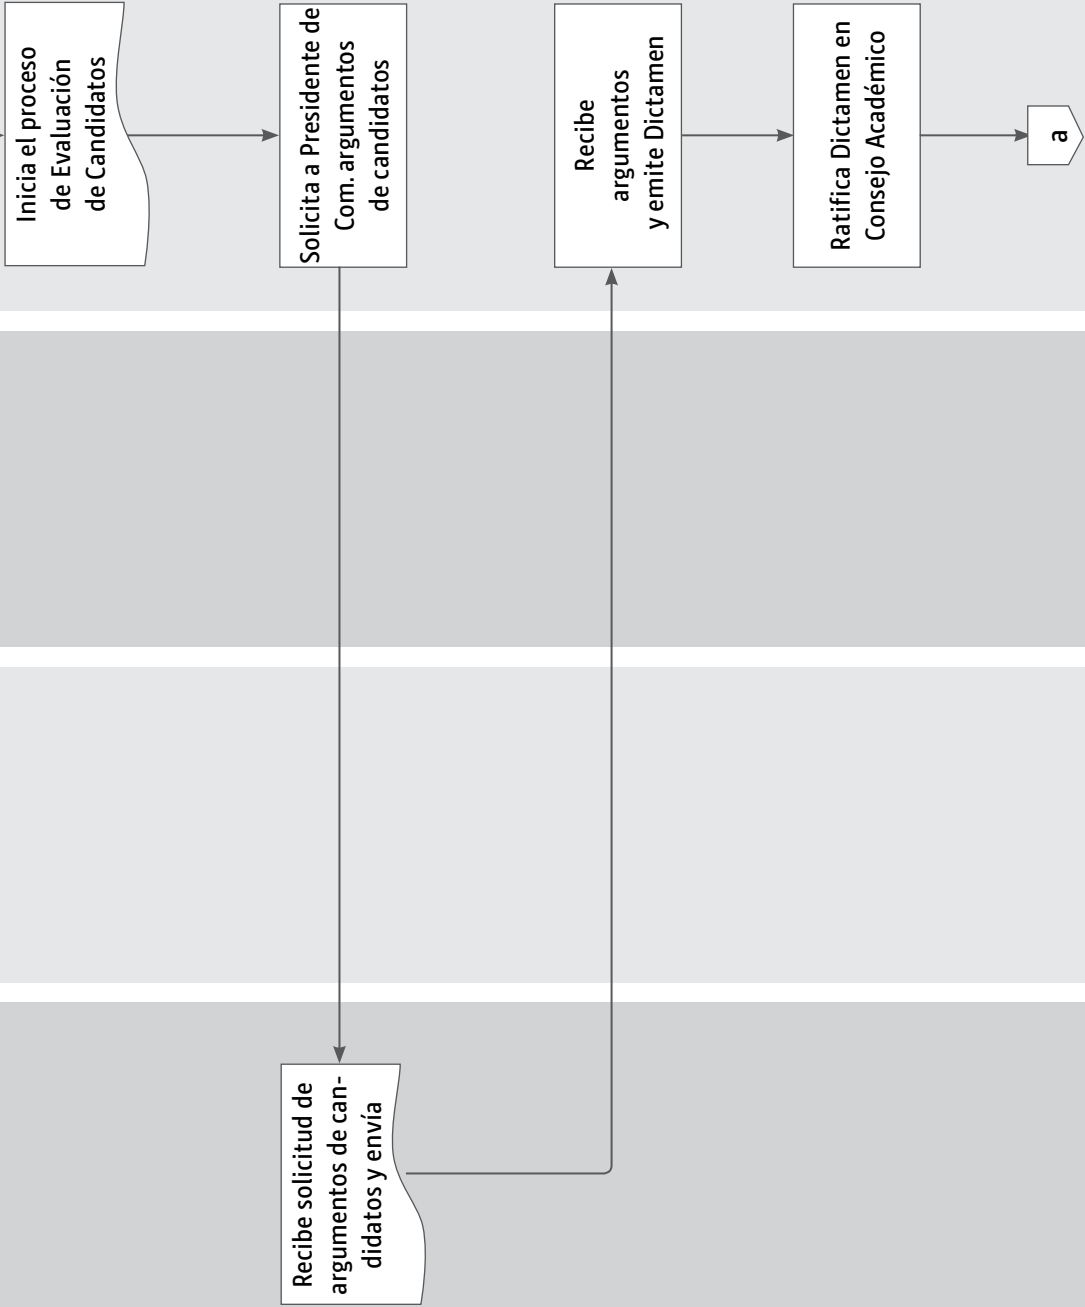 Inicia el proceso
de Evaluación
de Candidatos
Solicita a Presidente de
Com. argumentos
de candidatos
Recibe solicitud de
argumentos de can-
didatos y envía
Recibe
argumentos
y emite Dictamen
Ratifica Dictamen en
Consejo Académico
a